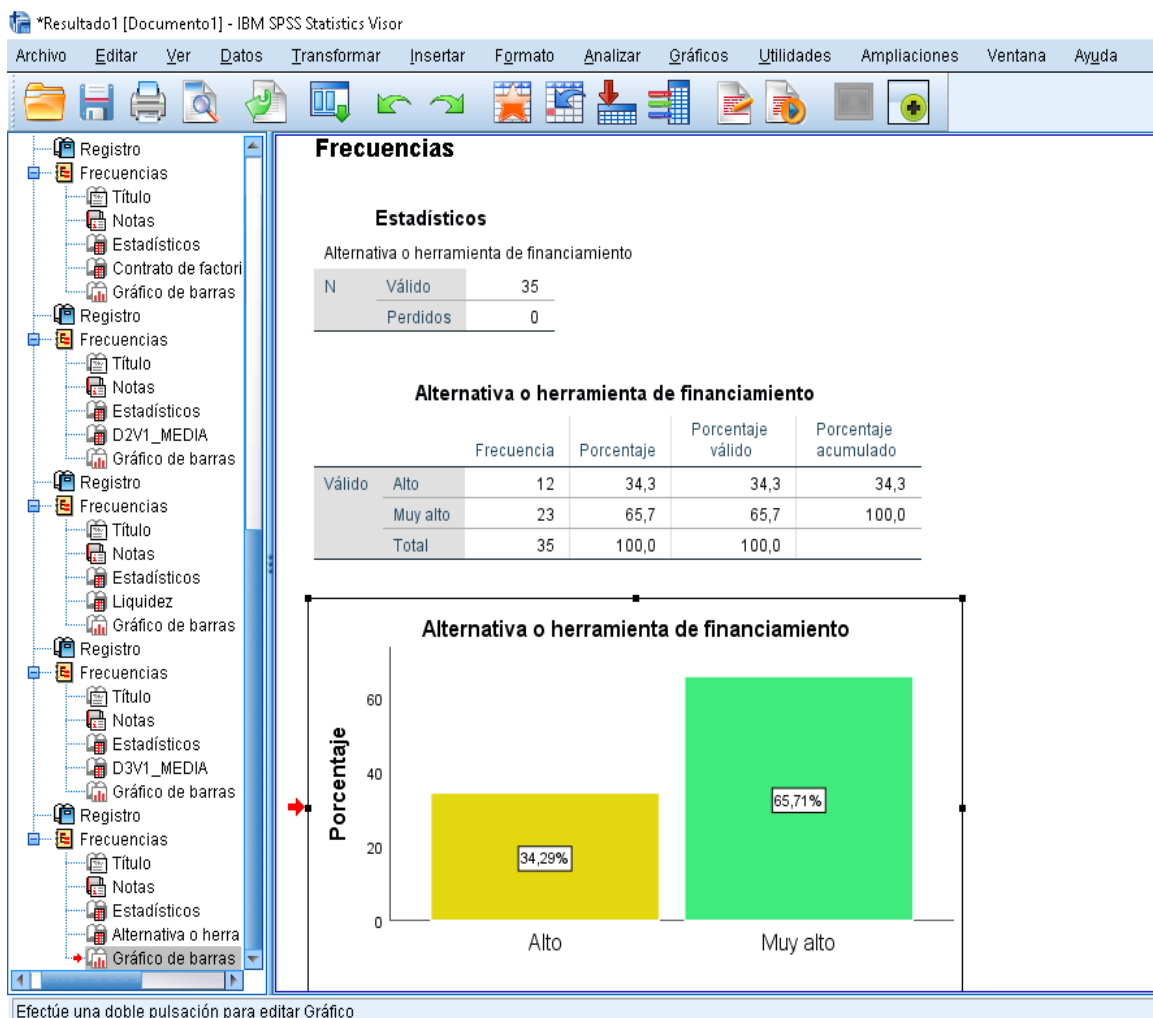 *Resultado1 [Documento1] - IBM SPSS Statistics Visor
Archivo Editar Ver Datos Transformar Insertar Formato Analizar Gráficos Utilidades Ampliaciones Ventana Ayuda
Registro
Frecuencias
Título
Notas
Estadísticos
Contrato de factori
Gráfico de barras
Registro
Frecuencias
Título
Notas
Estadísticos
D2V1_MEDIA
Gráfico de barras
Registro
Frecuencias
Título
Notas
Estadísticos
Liquidez
Gráfico de barras
Registro
Frecuencias
Título
Notas
Estadísticos
D3V1_MEDIA
Gráfico de barras
Registro
Frecuencias
Título
Notas
Estadísticos
Alternativa o herra
Gráfico de barras
Frecuencias
Estadísticos
Alternativa o herramienta de financiamiento
N Válido 35
Perdidos 0
Alternativa o herramienta de financiamiento
Frecuencia Porcentaje Porcentaje válido Porcentaje acumulado
Válido Alto 12 34,3 34,3 34,3
Muy alto 23 65,7 65,7 100,0
Total 35 100,0 100,0
Alternativa o herramienta de financiamiento
Porcentaje
60
40
20
0
34,29%
65,71%
Alto Muy alto
Efectúe una doble pulsación para editar Gráfico